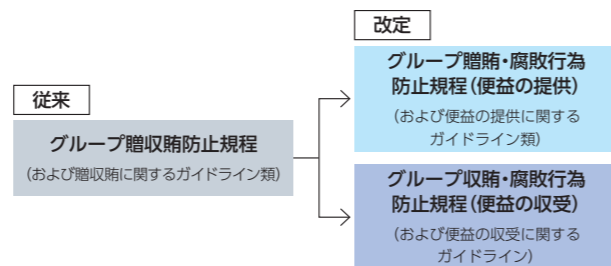 従来
グループ贈収賄防止規程
(および贈収賄に関するガイドライン類)
改定
グループ贈賄・腐敗行為
防止規程(便益の提供)
(および便益の提供に関する
ガイドライン類)
グループ収賄・腐敗行為
防止規程(便益の収受)
(および便益の収受に関する
ガイドライン)